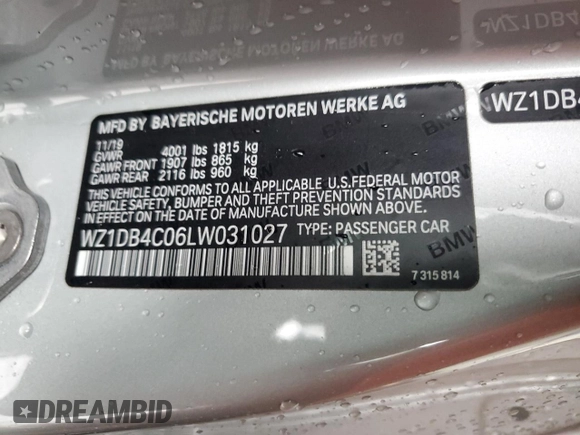 MFD BY BAYERISCHE MOTOREN WERKE AG
11/19
GVWR 4001 lbs 1815 kg
GAWR FRONT 1907 lbs 865 kg
GAWR REAR 2116 lbs 960 kg
THIS VEHICLE CONFORMS TO ALL APPLICABLE U.S.FEDERAL MOTOR
VEHICLE SAFETY, BUMPER AND THEFT PREVENTION STANDARDS
IN EFFECT ON THE DATE OF MANUFACTURE SHOWN ABOVE.
WZ1DB4C06LW031027 TYPE: PASSENGER CAR
7 315 814
WZ1DB4
BMW
DREAMBID